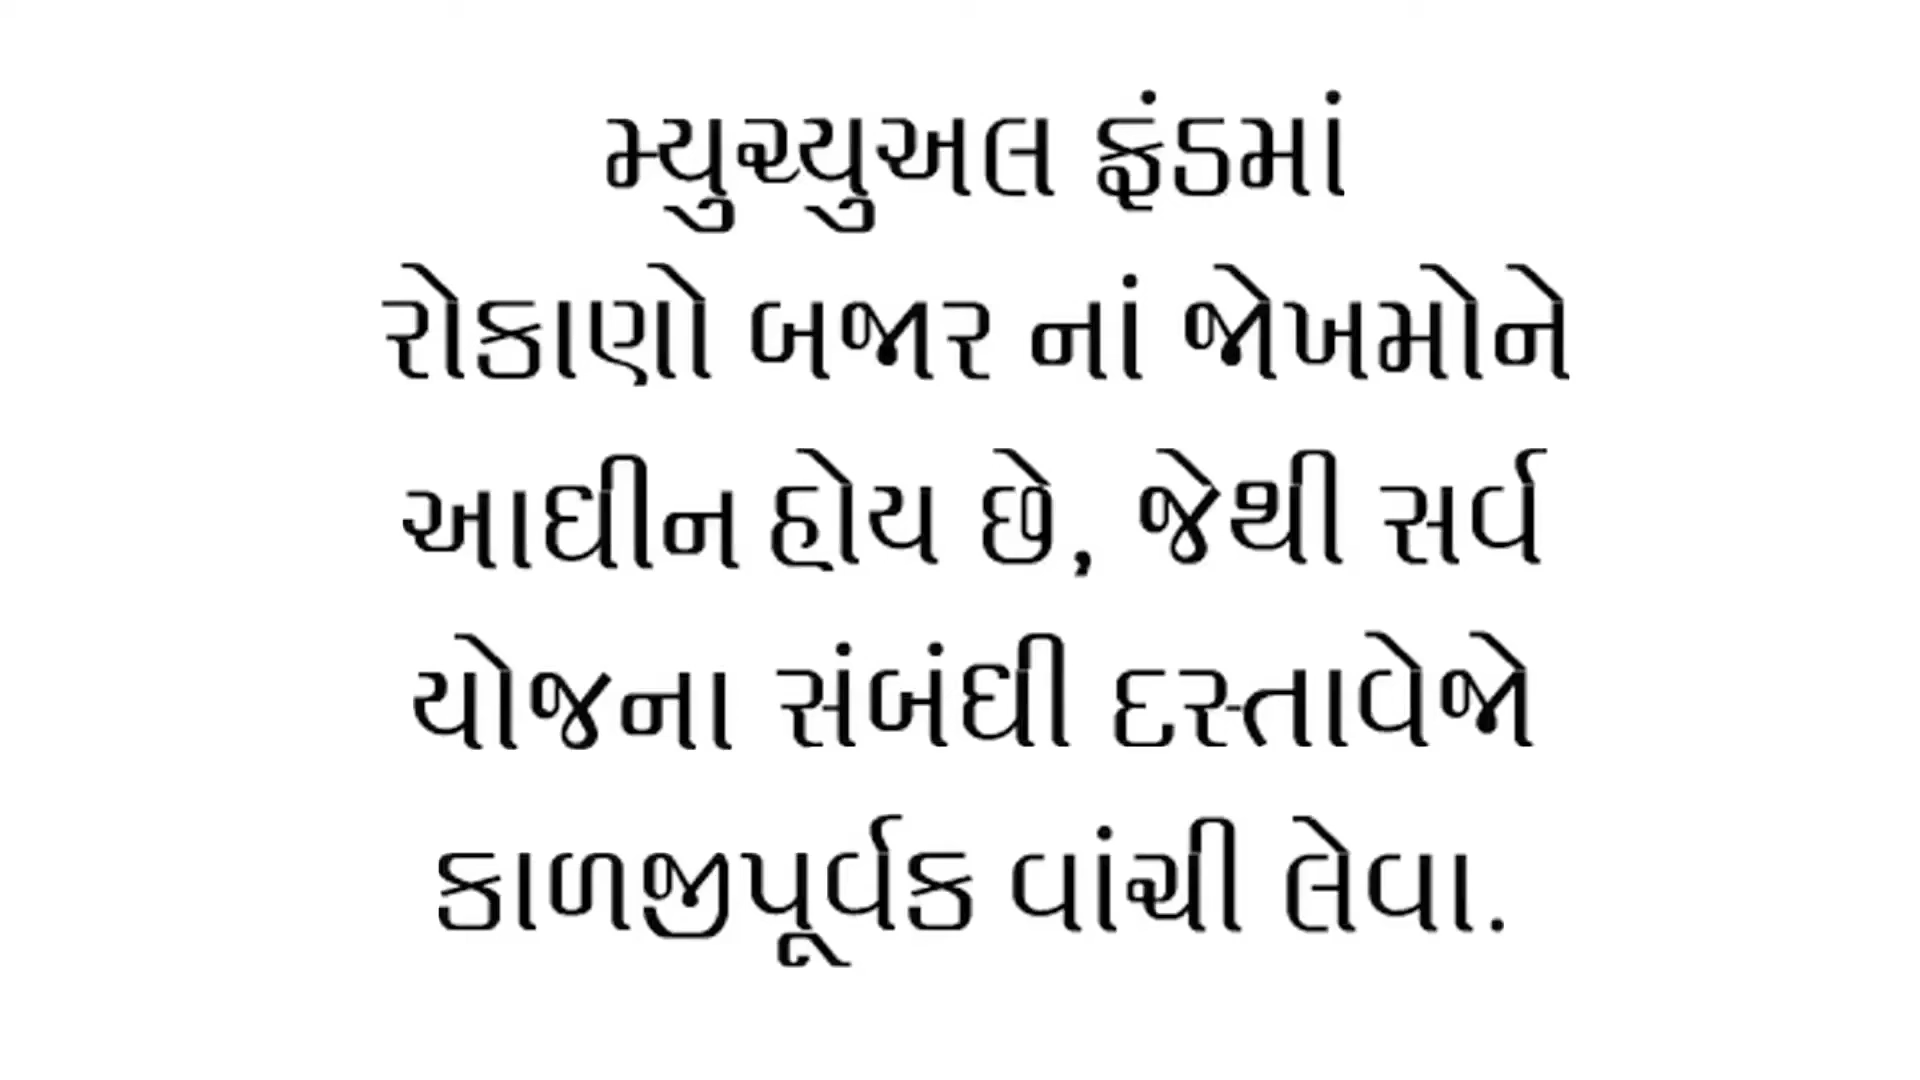 મ્યુચ્યુઅલ ફંડમાં
રોકાણો બજાર નાં જોખમોને
આધીન હોય છે, જેથી સર્વ
યોજના સંબંધી દસ્તાવેજો
કાળજીપૂર્વક વાંચી લેવા.